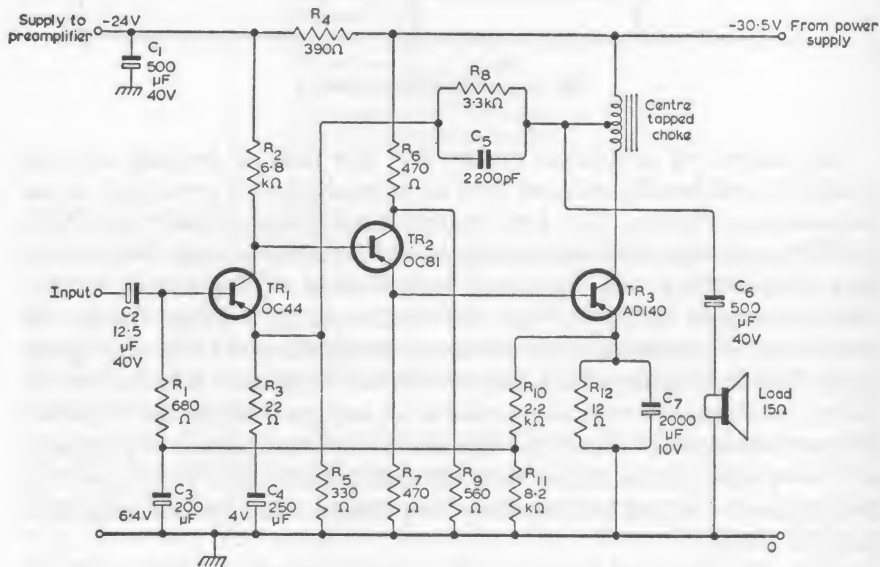 Supply to
preamplifier
-24V
R4
390Ω
-30·5V
From power
supply
C1
500
μF
40V
R8
3·3kΩ
Centre
tapped
choke
C5
2200pF
R2
6·8
kΩ
R6
470
Ω
TR2
OC81
Input
C2
12·5
μF
40V
TR1
OC44
TR3
AD140
C6
500
μF
40V
R1
680
Ω
R3
22
Ω
R10
2·2
kΩ
R12
12
Ω
C7
2000
μF
10V
Load
15Ω
6·4V
C3
200
μF
4V
C4
250
μF
R5
330
Ω
R7
470
Ω
R9
560
Ω
R11
8·2
kΩ
0